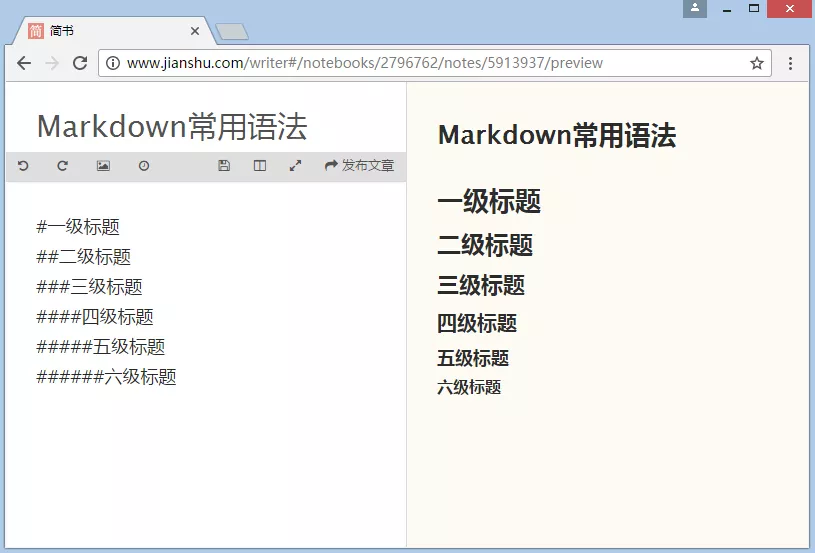 简 简书
www.jianshu.com/writer#/notebooks/2796762/notes/5913937/preview
Markdown常用语法
发布文章
#一级标题
##二级标题
###三级标题
####四级标题
#####五级标题
######六级标题
Markdown常用语法
一级标题
二级标题
三级标题
四级标题
五级标题
六级标题